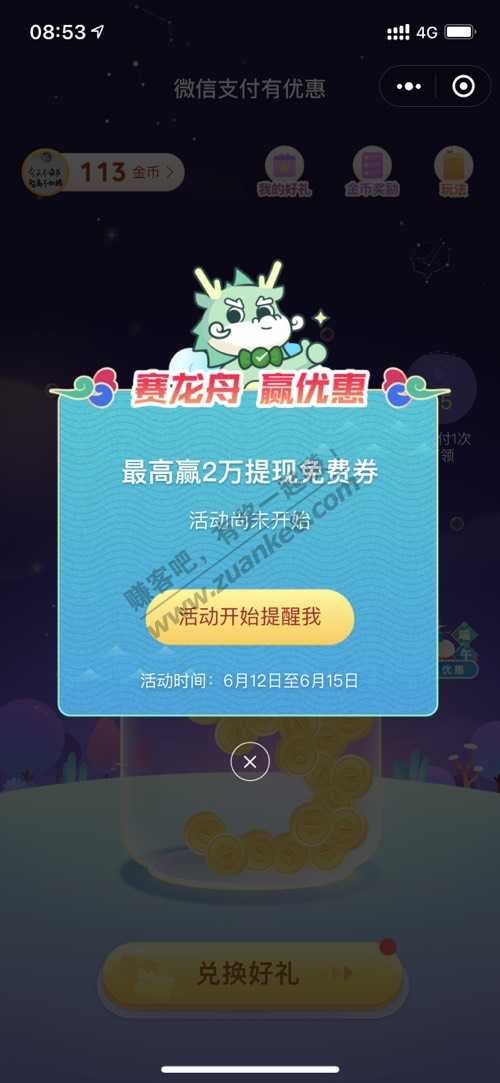 08:53
4G
微信支付有优惠
113 金币
我的好礼
金币奖励
玩法
赛龙舟 赢优惠
最高赢2万提现免费券
活动尚未开始
活动开始提醒我
活动时间：6月12日至6月15日
赚客吧，有奖一起赚！
www.zuanke8.com
5
付1次
领
端
午
优惠
兑换好礼